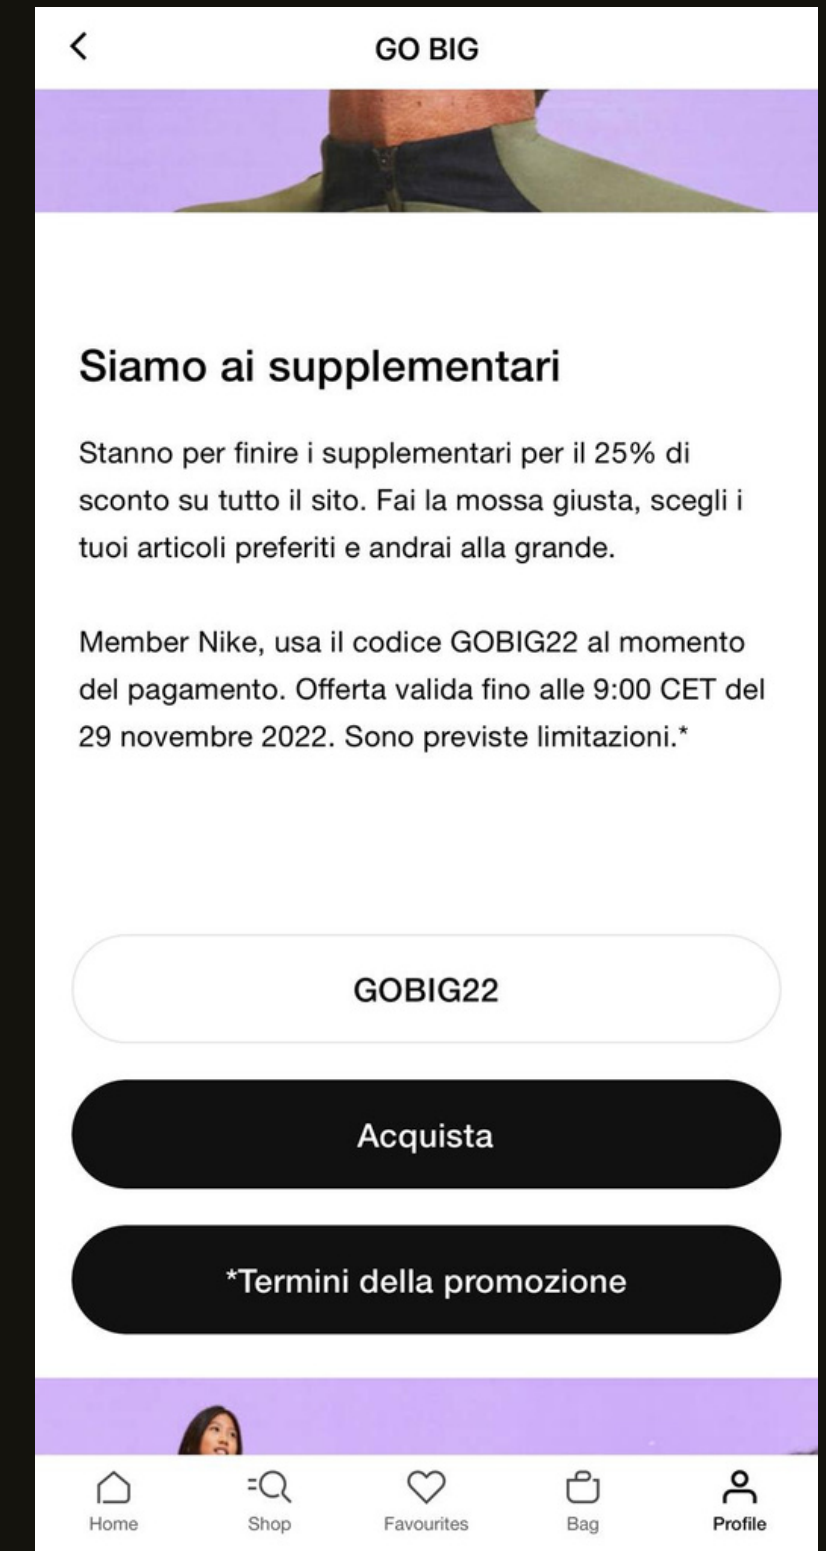 GO BIG
Siamo ai supplementari
Stanno per finire i supplementari per il 25% di
sconto su tutto il sito. Fai la mossa giusta, scegli i
tuoi articoli preferiti e andrai alla grande.
Member Nike, usa il codice GOBIG22 al momento
del pagamento. Offerta valida fino alle 9:00 CET del
29 novembre 2022. Sono previste limitazioni.*
GOBIG22
Acquista
*Termini della promozione
Home Shop Favourites Bag Profile